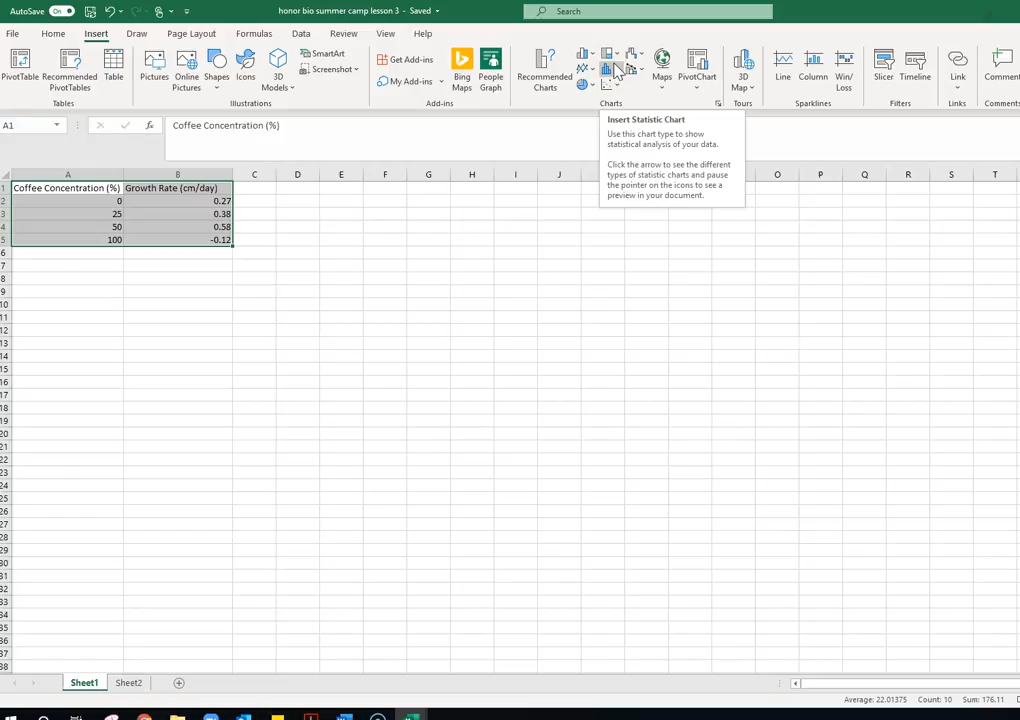 AutoSave On honor bio summer camp lesson 3 - Saved Search
File Home Insert Draw Page Layout Formulas Data Review View Help
PivotTable Recommended PivotTables Table
Tables
Pictures Online Pictures Shapes Icons 3D Models
SmartArt
Screenshot
Illustrations
Get Add-ins
My Add-ins
Bing Maps People Graph
Add-ins
Recommended Charts
Maps PivotChart
Charts
3D Map
Tours
Line Column Win/ Loss
Sparklines
Slicer Timeline
Filters
Link
Links
Comment
Comments
A1 fx Coffee Concentration (%)
Insert Statistic Chart
Use this chart type to show
statistical analysis of your data.
Click the arrow to see the different
types of statistic charts and pause
the pointer on the icons to see a
preview in your document.
A B C D E F G H I J O P Q R S T
1 Coffee Concentration (%) Growth Rate (cm/day)
2 0 0.27
3 25 0.38
4 50 0.58
5 100 -0.12
6
7
8
9
10
11
12
13
14
15
16
17
18
19
20
21
22
23
24
25
26
27
28
29
30
31
32
33
34
35
36
37
38
Sheet1 Sheet2
Average: 22.01375 Count: 10 Sum: 176.11